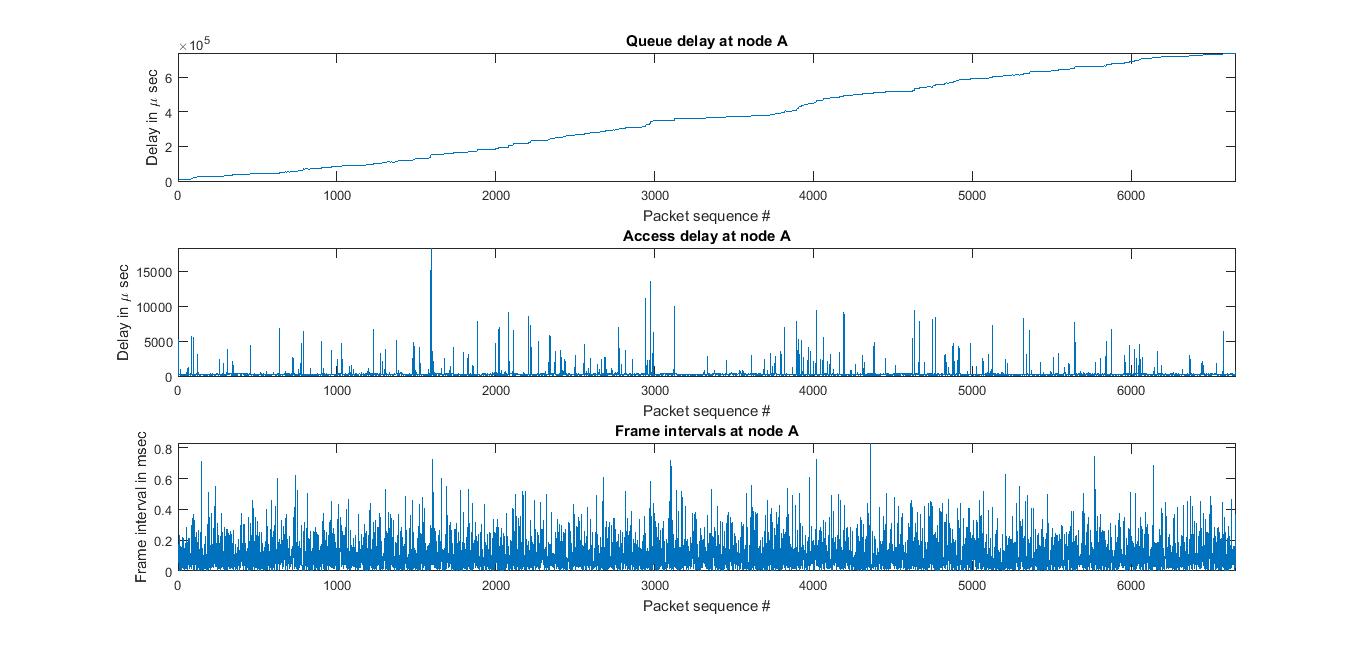 Queue delay at node A
×10^5
Delay in μ sec
6
4
2
0
0 1000 2000 3000 4000 5000 6000
Packet sequence #
Access delay at node A
Delay in μ sec
15000
10000
5000
0
0 1000 2000 3000 4000 5000 6000
Packet sequence #
Frame intervals at node A
Frame interval in msec
0.8
0.6
0.4
0.2
0
0 1000 2000 3000 4000 5000 6000
Packet sequence #